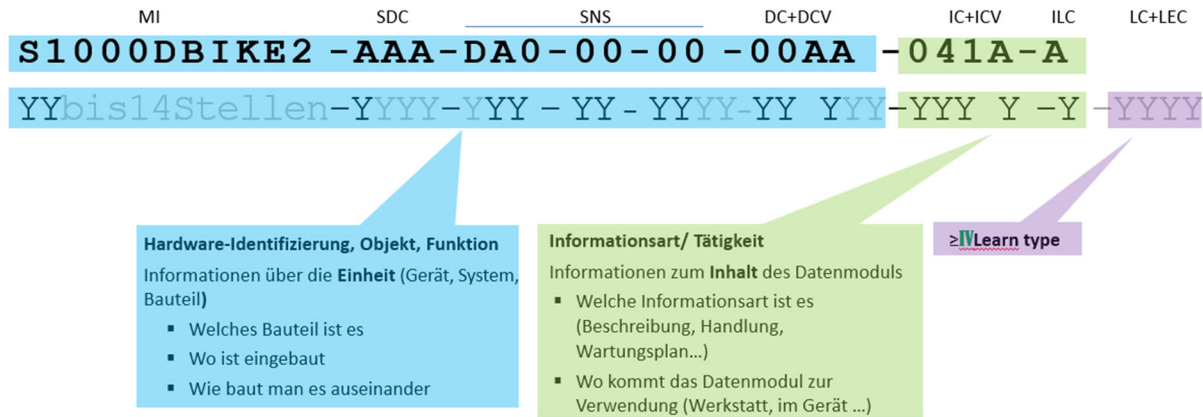 MI SDC SNS DC+DCV IC+ICV ILC LC+LEC
S1000DBIKE2 -AAA-DA0-00-00 -00AA -041A-A
YYbis14Stellen-YYYY-YYY - YY - YYYY-YY YYY-YYY Y -Y -YYYY
Hardware-Identifizierung, Objekt, Funktion
Informationen über die Einheit (Gerät, System,
Bauteil)
▪ Welches Bauteil ist es
▪ Wo ist eingebaut
▪ Wie baut man es auseinander
Informationsart/ Tätigkeit
Informationen zum Inhalt des Datenmoduls
▪ Welche Informationsart ist es
(Beschreibung, Handlung,
Wartungsplan…)
▪ Wo kommt das Datenmodul zur
Verwendung (Werkstatt, im Gerät …)
≥IVLearn type